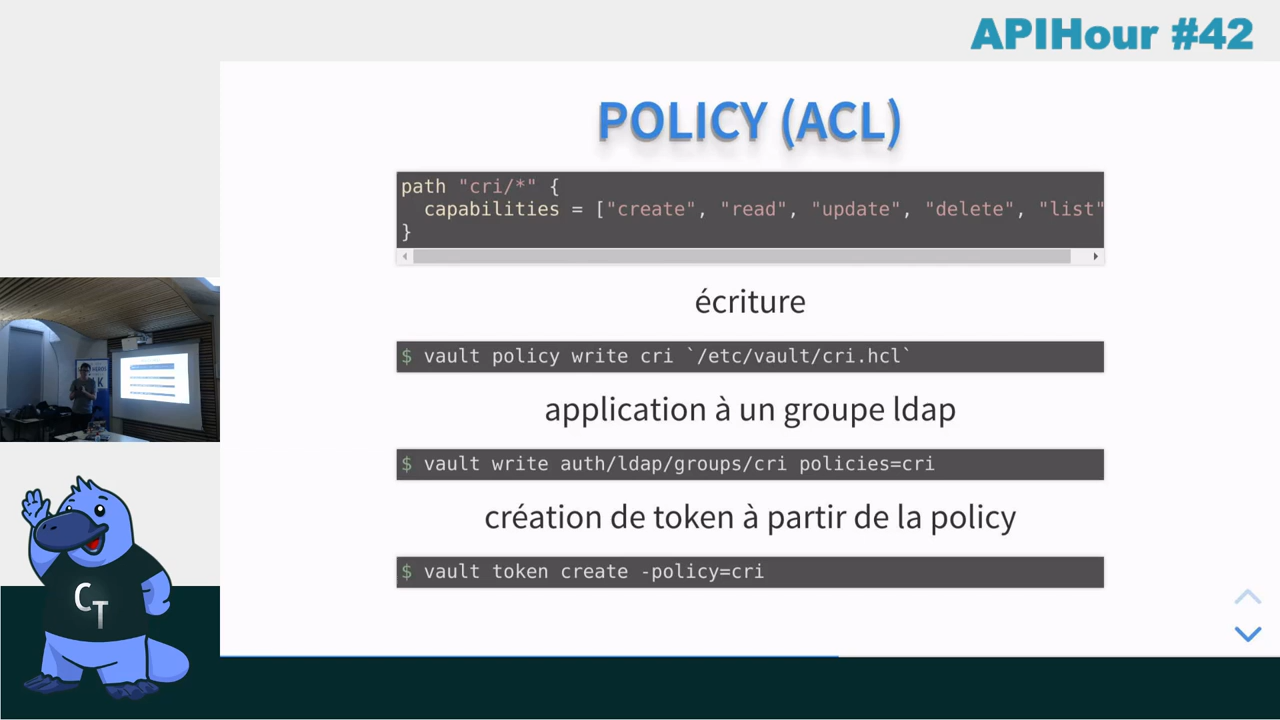 APIHour #42
POLICY (ACL)
path "cri/*" {
  capabilities = ["create", "read", "update", "delete", "list"
}
écriture
$ vault policy write cri `/etc/vault/cri.hcl`
application à un groupe ldap
$ vault write auth/ldap/groups/cri policies=cri
création de token à partir de la policy
$ vault token create -policy=cri
CT